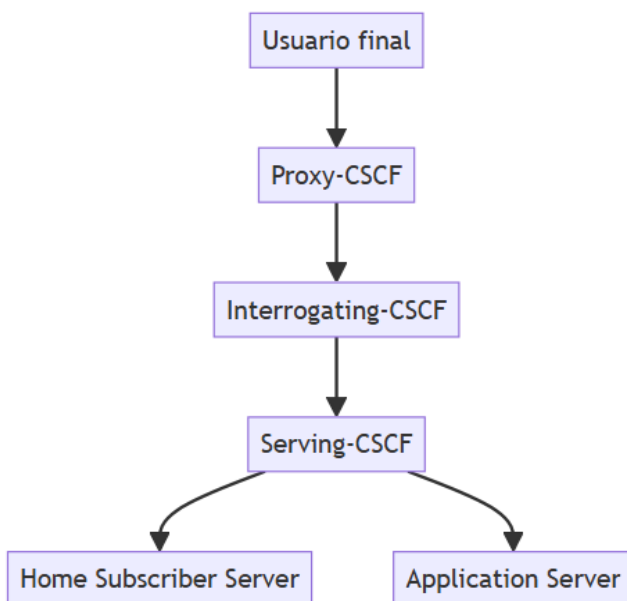 Usuario final
Proxy-CSCF
Interrogating-CSCF
Serving-CSCF
Home Subscriber Server
Application Server